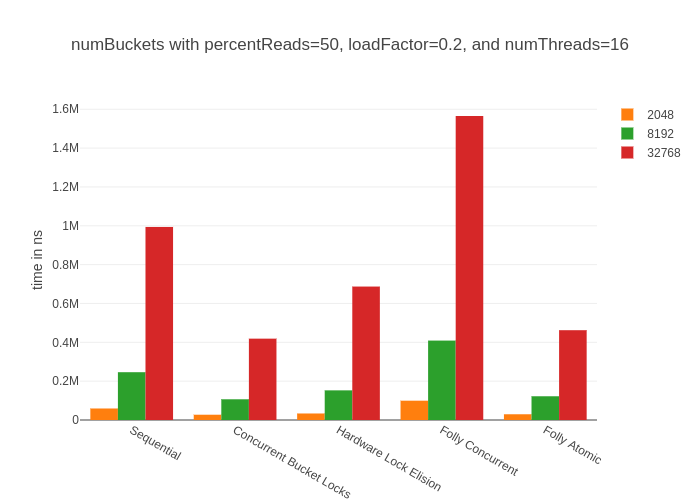 numBuckets with percentReads=50, loadFactor=0.2, and numThreads=16
2048
8192
32768
time in ns
1.6M
1.4M
1.2M
1M
0.8M
0.6M
0.4M
0.2M
0
Sequential
Concurrent Bucket Locks
Hardware Lock Elision
Folly Concurrent
Folly Atomic